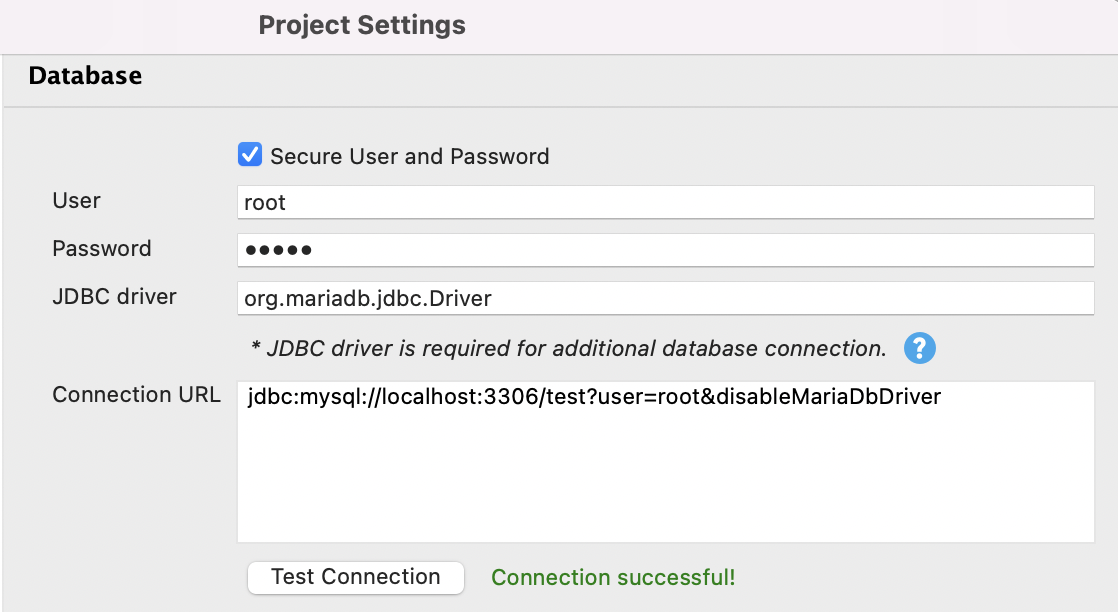 Project Settings
Database
Secure User and Password
User
root
Password
•••••
JDBC driver
org.mariadb.jdbc.Driver
* JDBC driver is required for additional database connection. ?
Connection URL
jdbc:mysql://localhost:3306/test?user=root&disableMariaDbDriver
Test Connection
Connection successful!